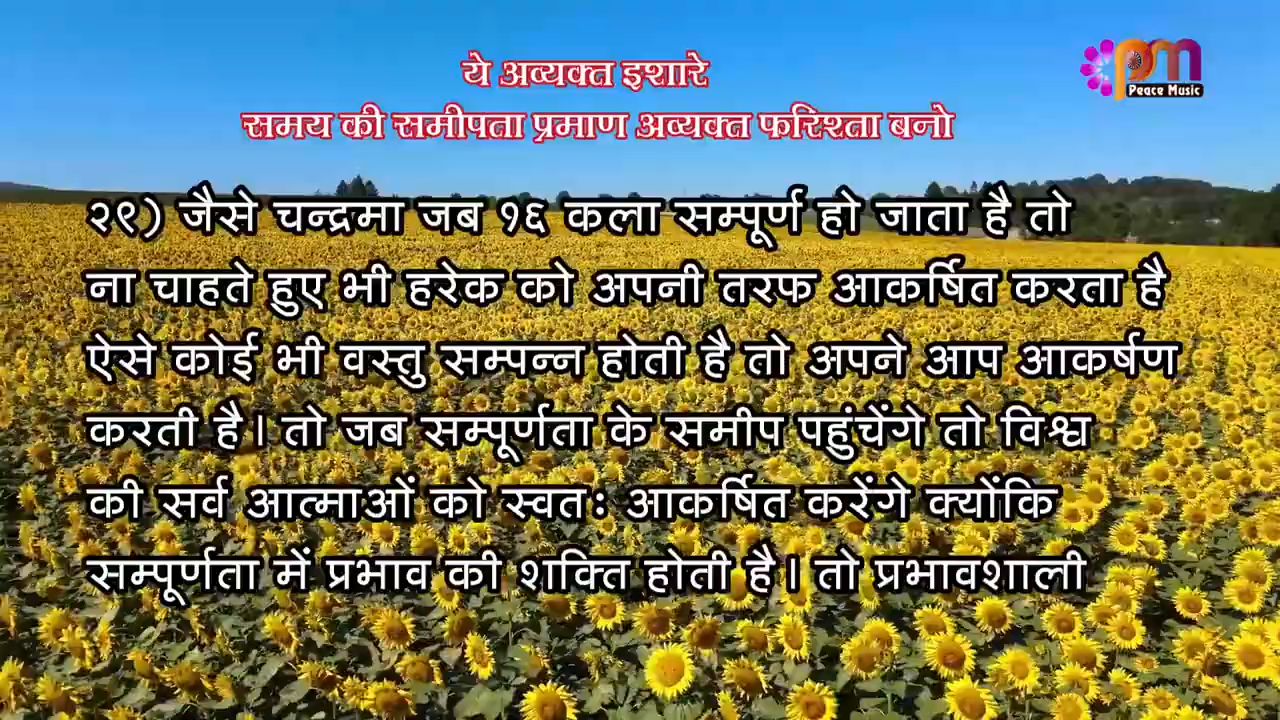 ये अव्यक्त इशारे
समय की समीपता प्रमाण अव्यक्त फरिश्ता बनो
pm
Peace Music
२९) जैसे चन्द्रमा जब १६ कला सम्पूर्ण हो जाता है तो
ना चाहते हुए भी हरेक को अपनी तरफ आकर्षित करता है
ऐसे कोई भी वस्तु सम्पन्न होती है तो अपने आप आकर्षण
करती है। तो जब सम्पूर्णता के समीप पहुंचेंगे तो विश्व
की सर्व आत्माओं को स्वतः आकर्षित करेंगे क्योंकि
सम्पूर्णता में प्रभाव की शक्ति होती है। तो प्रभावशाली